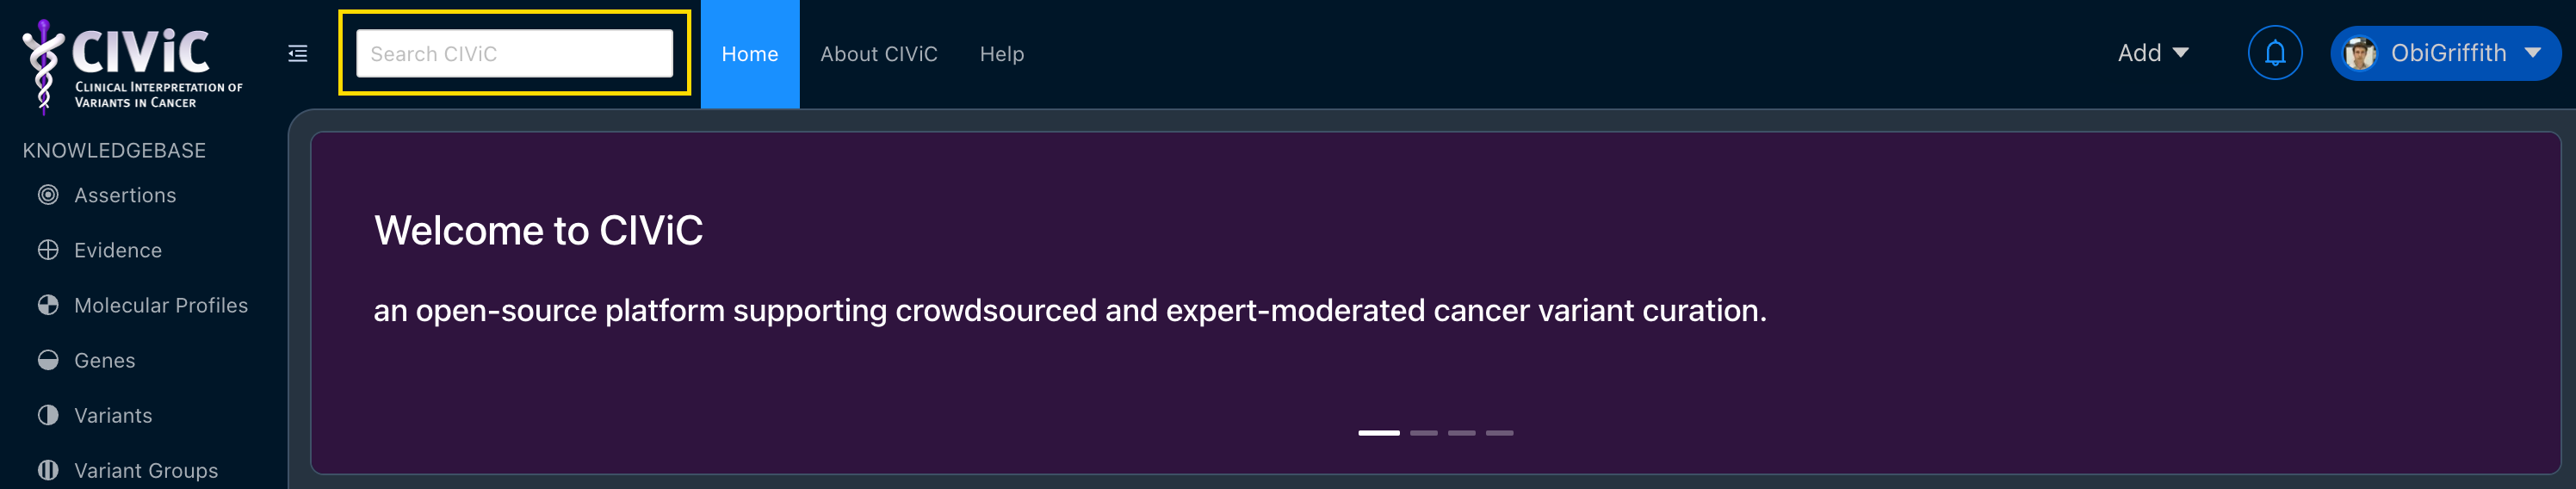 CIViC
CLINICAL INTERPRETATION OF
VARIANTS IN CANCER
Search CIViC
Home
About CIViC
Help
Add
ObiGriffith
KNOWLEDGEBASE
Assertions
Evidence
Molecular Profiles
Genes
Variants
Variant Groups
Welcome to CIViC
an open-source platform supporting crowdsourced and expert-moderated cancer variant curation.